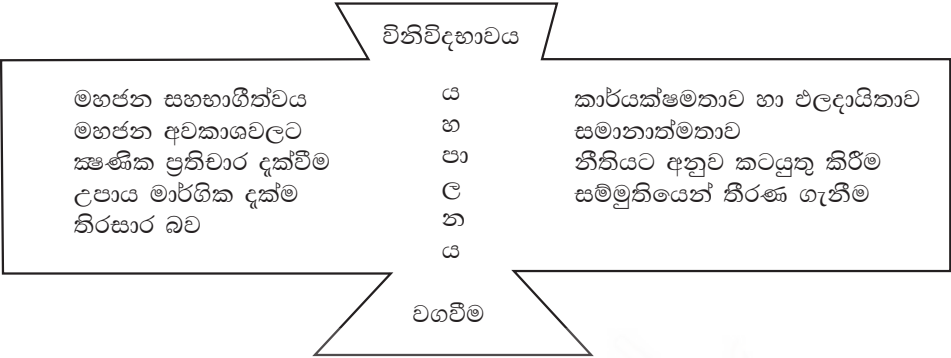 විනිවිදභාවය
මහජන සහභාගීත්වය
මහජන අවකාශවලට
ක්‍ෂණික ප්‍රතිචාර දැක්වීම
උපාය මාර්ගික දැක්ම
තිරසාර බව
ය
හ
පා
ල
න
ය
කාර්යක්ෂමතාව හා ඵලදායිතාව
සමානාත්මතාව
නීතියට අනුව කටයුතු කිරීම
සම්මුතියෙන් තීරණ ගැනීම
වගවීම